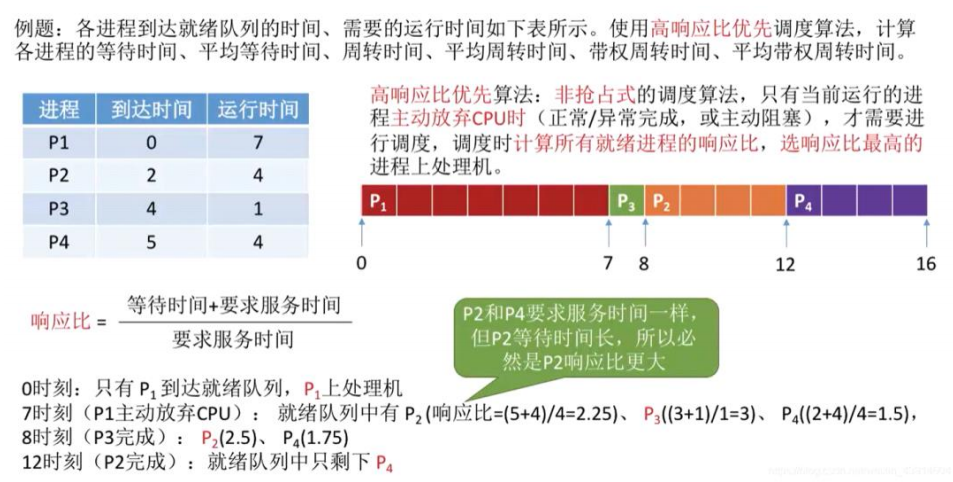 例题：各进程到达就绪队列的时间、需要的运行时间如下表所示。使用高响应比优先调度算法，计算
各进程的等待时间、平均等待时间、周转时间、平均周转时间、带权周转时间、平均带权周转时间。
进程 到达时间 运行时间
P1 0 7
P2 2 4
P3 4 1
P4 5 4
高响应比优先算法：非抢占式的调度算法，只有当前运行的进
程主动放弃CPU时（正常/异常完成，或主动阻塞），才需要进
行调度，调度时计算所有就绪进程的响应比，选响应比最高的
进程上处理机。
P1 P3 P2 P4
0 7 8 12 16
响应比 = 等待时间+要求服务时间
要求服务时间
P2和P4要求服务时间一样，
但P2等待时间长，所以必
然是P2响应比更大
0时刻：只有 P1 到达就绪队列，P1上处理机
7时刻（P1主动放弃CPU）：就绪队列中有 P2 (响应比=(5+4)/4=2.25)、 P3((3+1)/1=3)、 P4((2+4)/4=1.5)，
8时刻（P3完成）： P2(2.5)、 P4(1.75)
12时刻（P2完成）：就绪队列中只剩下 P4